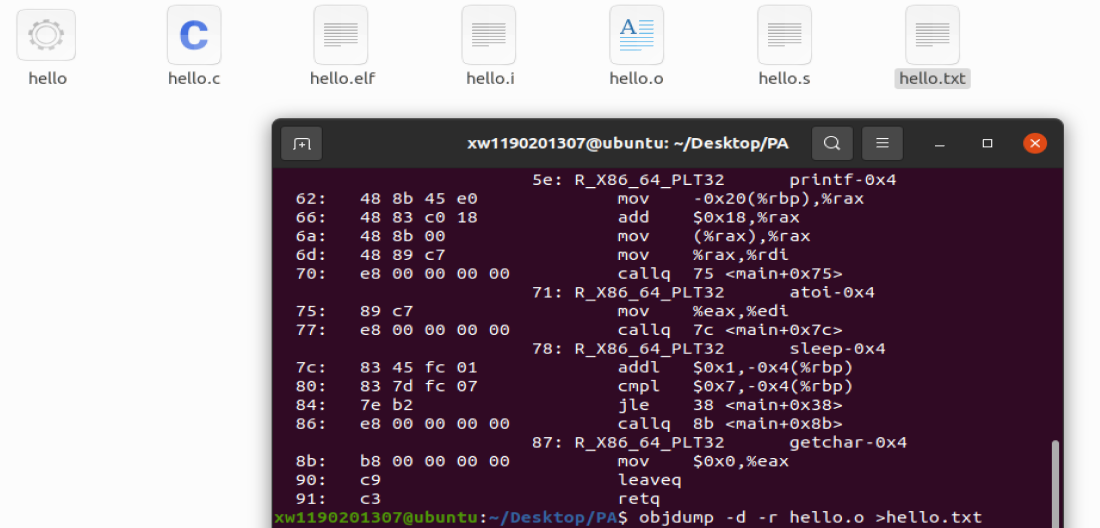 hello hello.c hello.elf hello.i hello.o hello.s hello.txt
xw1190201307@ubuntu: ~/Desktop/PA
5e: R_X86_64_PLT32 printf-0x4
62: 48 8b 45 e0 mov -0x20(%rbp),%rax
66: 48 83 c0 18 add $0x18,%rax
6a: 48 8b 00 mov (%rax),%rax
6d: 48 89 c7 mov %rax,%rdi
70: e8 00 00 00 00 callq 75 <main+0x75>
71: R_X86_64_PLT32 atoi-0x4
75: 89 c7 mov %eax,%edi
77: e8 00 00 00 00 callq 7c <main+0x7c>
78: R_X86_64_PLT32 sleep-0x4
7c: 83 45 fc 01 addl $0x1,-0x4(%rbp)
80: 83 7d fc 07 cmpl $0x7,-0x4(%rbp)
84: 7e b2 jle 38 <main+0x38>
86: e8 00 00 00 00 callq 8b <main+0x8b>
87: R_X86_64_PLT32 getchar-0x4
8b: b8 00 00 00 00 mov $0x0,%eax
90: c9 leaveq
91: c3 retq
xw1190201307@ubuntu:~/Desktop/PA$ objdump -d -r hello.o >hello.txt